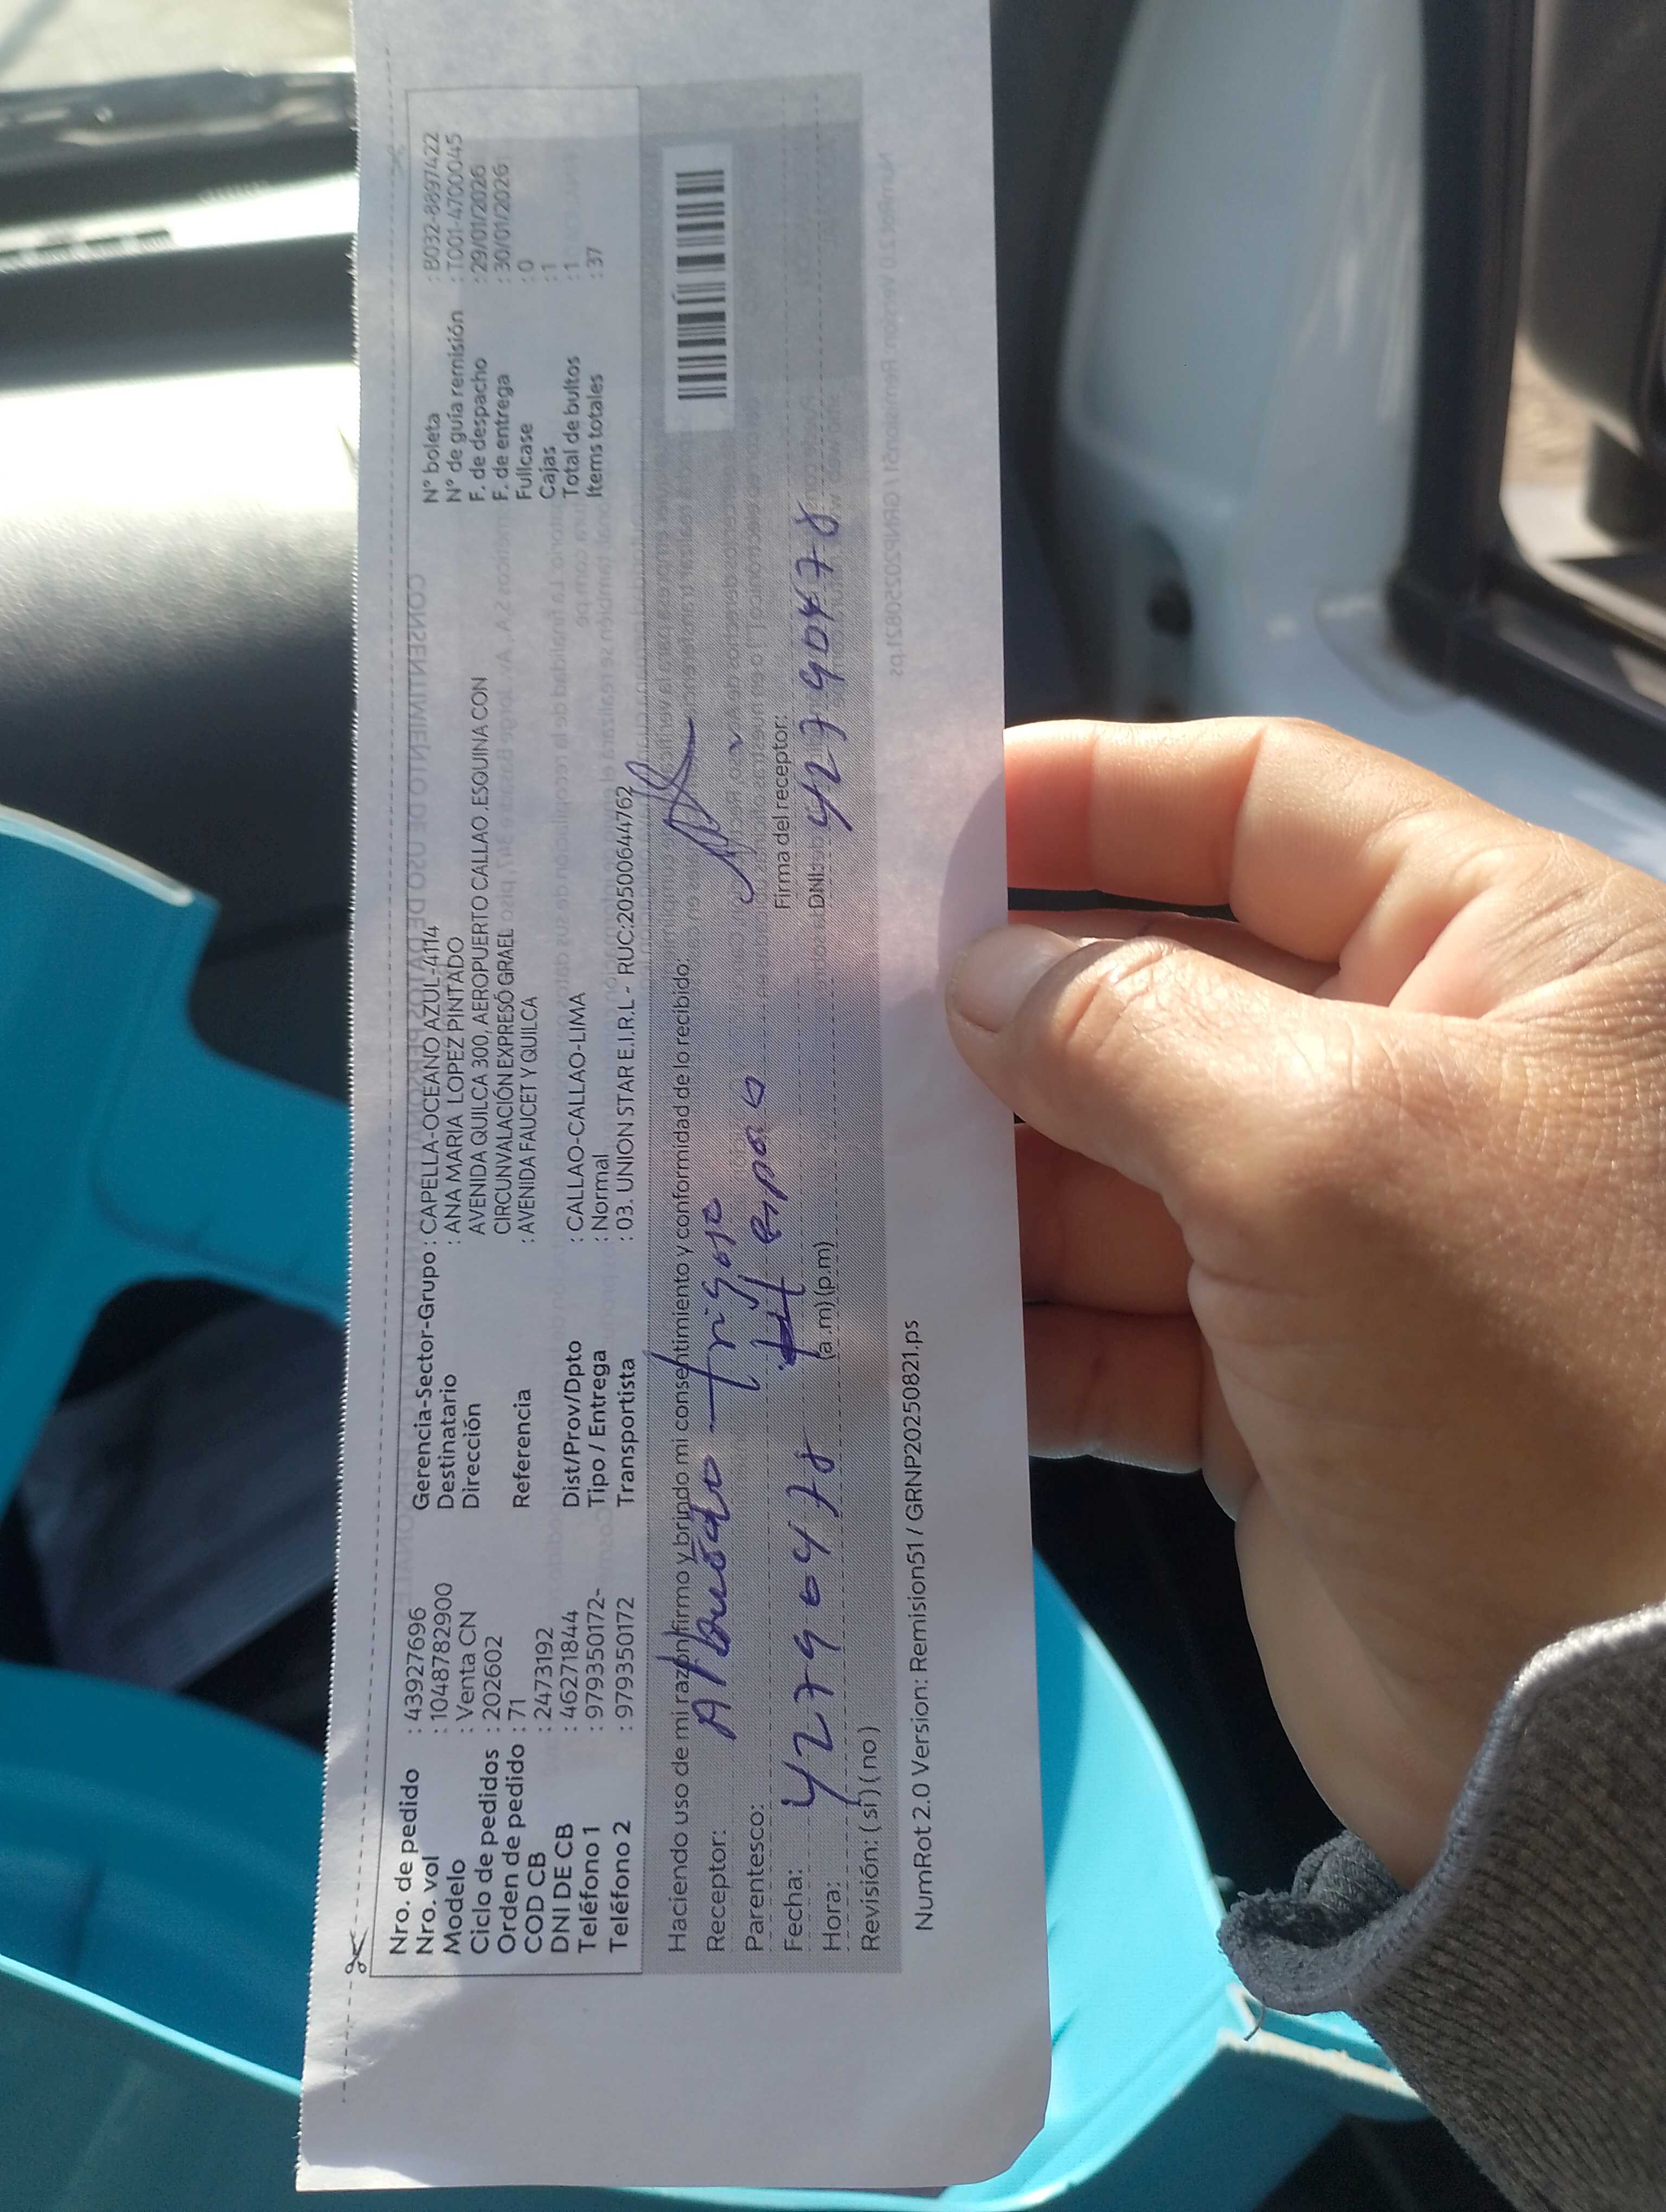 Nro. de pedido : 43927696
Nro.. vol : 1048782900
Modelo : Venta CN
Ciclo de pedidos : 202602
Orden de pedido : 71
COD CB : 2473192
DNI DE CB : 46271844
Teléfono 1 : 979350172-
Teléfono 2 : 979350172
Gerencia-Sector-Grupo : CAPELLA-OCEANO AZUL-4114
Destinatario : ANA MARIA LOPEZ PINTADO
Dirección AVENIDA QUILCA 300, AEROPUERTO CALLAO .ESQUINA CON
CIRCUNVALACIÓN EXPRESÓ GRAEL
Referencia : AVENIDA FAUCET Y QUILCA
Dist/Prov/Dpto : CALLAO-CALLAO-LIMA
Tipo / Entrega : Normal
Transportista : 03. UNION STAR E.I.R.L - RUC:20500644762
N° boleta : B032-8897422
N° de guía remisión : T001-4700045
F. de despacho : 29/01/2026
F. de entrega : 30/01/2026
Fullcase : 0
Cajas : 1
Total de bultos : 1
Items totales : 37
Haciendo uso de mi razón firmo y brindo mi consentimiento y conformidad de lo recibido:
Receptor:
Parentesco:
Fecha: 42790478
Hora: (a.m) (p.m)
Revisión: ( si ) ( no )
Firma del receptor:
DNI: 42790478
NumRot 2.0 Version: Remision51 / GRNP20250821.ps